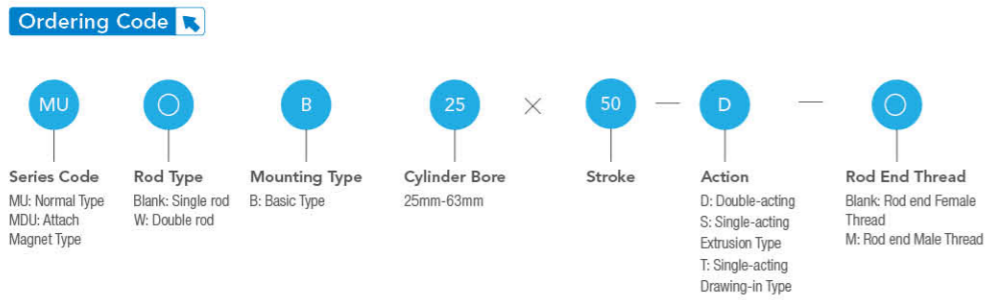 Ordering Code
MU ○ B 25 × 50 — D — ○
Series Code
MU: Normal Type
MDU: Attach
Magnet Type
Rod Type
Blank: Single rod
W: Double rod
Mounting Type
B: Basic Type
Cylinder Bore
25mm-63mm
Stroke
Action
D: Double-acting
S: Single-acting
Extrusion Type
T: Single-acting
Drawing-in Type
Rod End Thread
Blank: Rod end Female
Thread
M: Rod end Male Thread